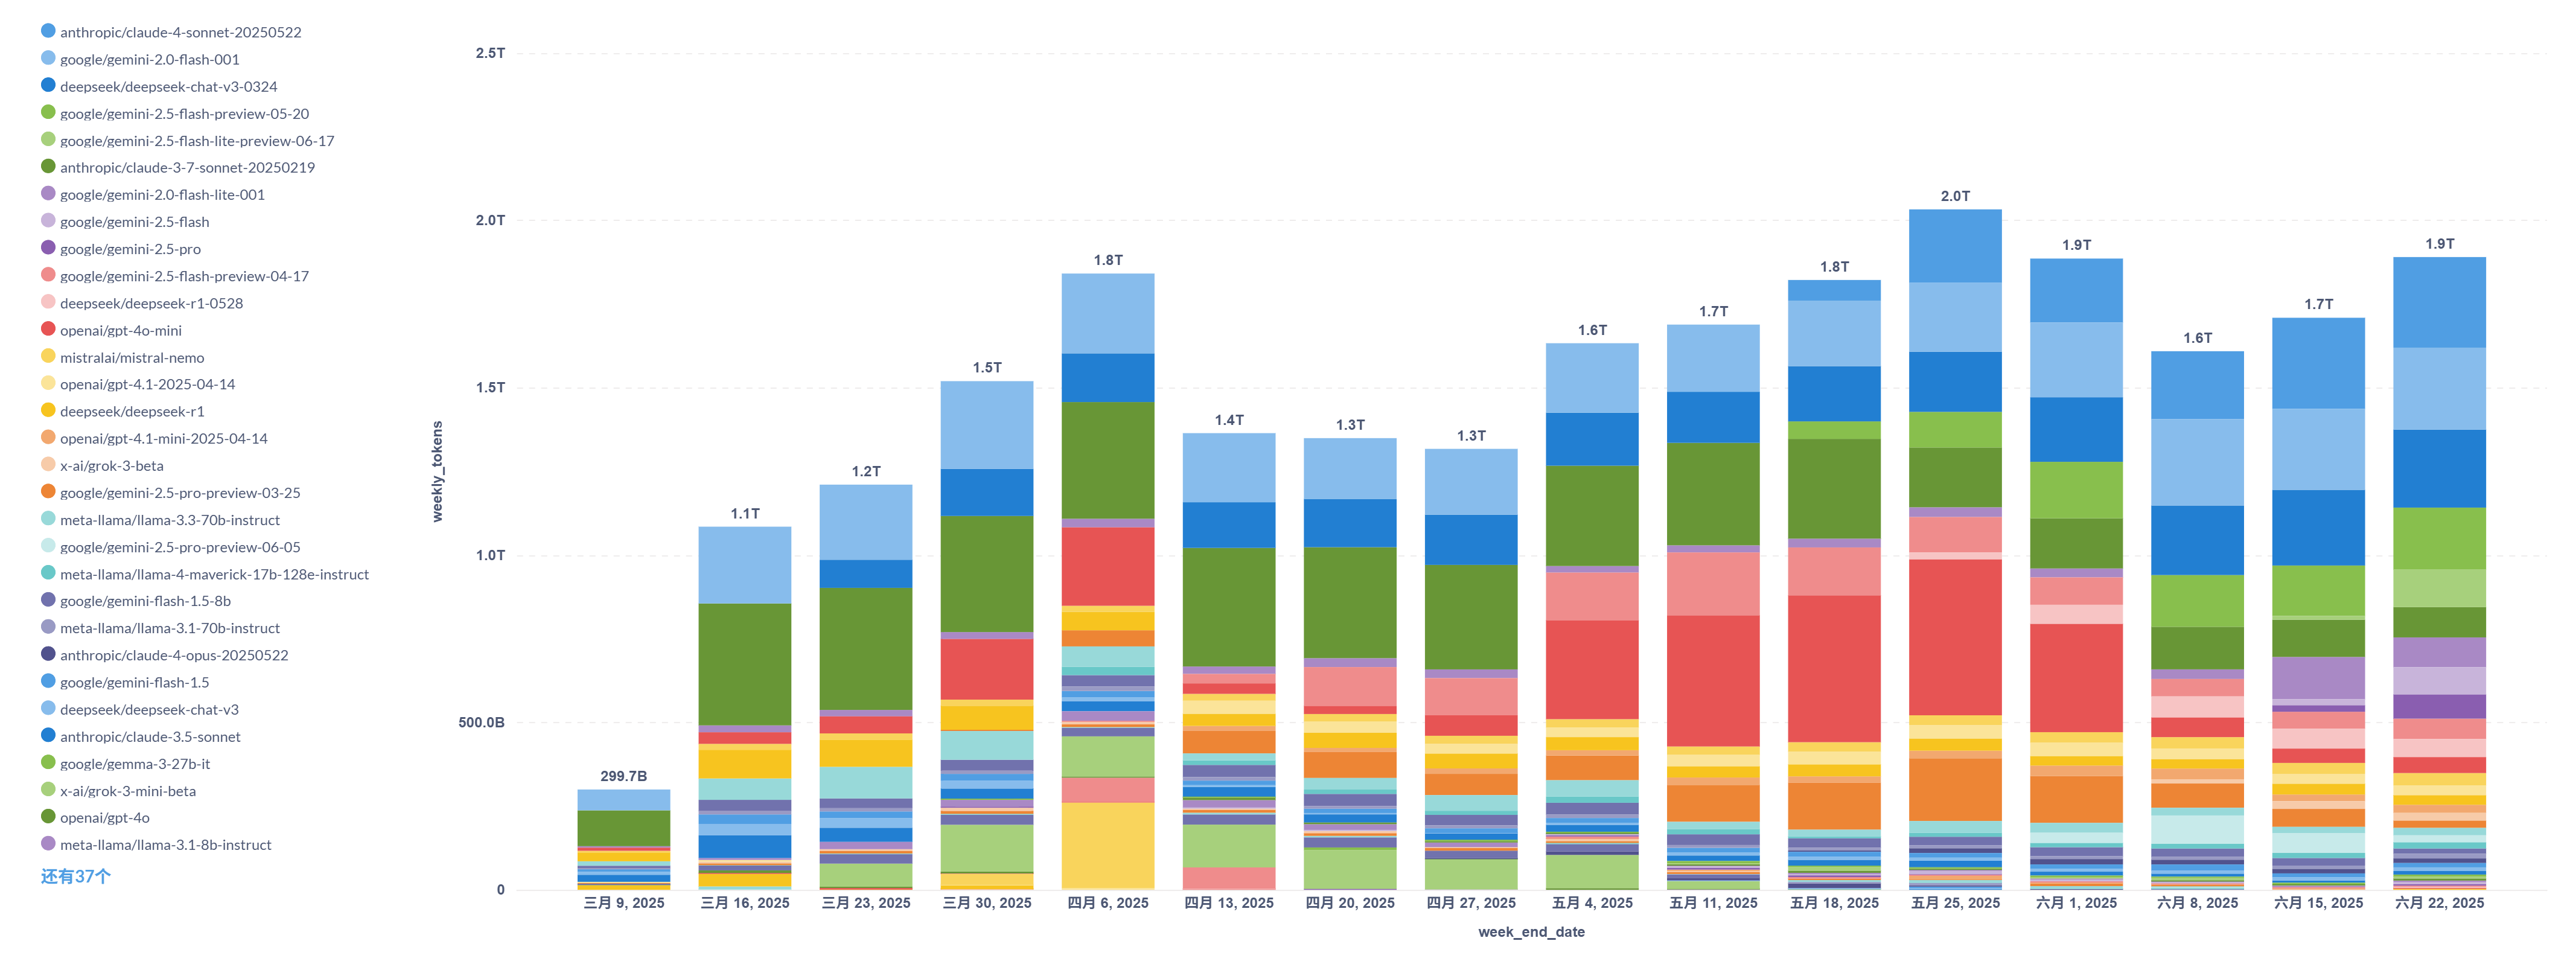 anthropic/claude-4-sonnet-20250522
google/gemini-2.0-flash-001
deepseek/deepseek-chat-v3-0324
google/gemini-2.5-flash-preview-05-20
google/gemini-2.5-flash-lite-preview-06-17
anthropic/claude-3-7-sonnet-20250219
google/gemini-2.0-flash-lite-001
google/gemini-2.5-flash
google/gemini-2.5-pro
google/gemini-2.5-flash-preview-04-17
deepseek/deepseek-r1-0528
openai/gpt-4o-mini
mistralai/mistral-nemo
openai/gpt-4.1-2025-04-14
deepseek/deepseek-r1
openai/gpt-4.1-mini-2025-04-14
x-ai/grok-3-beta
google/gemini-2.5-pro-preview-03-25
meta-llama/llama-3.3-70b-instruct
google/gemini-2.5-pro-preview-06-05
meta-llama/llama-4-maverick-17b-128e-instruct
google/gemini-flash-1.5-8b
meta-llama/llama-3.1-70b-instruct
anthropic/claude-4-opus-20250522
google/gemini-flash-1.5
deepseek/deepseek-chat-v3
anthropic/claude-3.5-sonnet
google/gemma-3-27b-it
x-ai/grok-3-mini-beta
openai/gpt-4o
meta-llama/llama-3.1-8b-instruct
还有37个
weekly_tokens
2.5T
2.0T
1.5T
1.0T
500.0B
0
299.7B
1.1T
1.2T
1.5T
1.8T
1.4T
1.3T
1.3T
1.6T
1.7T
1.8T
2.0T
1.9T
1.6T
1.7T
1.9T
三月 9, 2025
三月 16, 2025
三月 23, 2025
三月 30, 2025
四月 6, 2025
四月 13, 2025
四月 20, 2025
四月 27, 2025
五月 4, 2025
五月 11, 2025
五月 18, 2025
五月 25, 2025
六月 1, 2025
六月 8, 2025
六月 15, 2025
六月 22, 2025
week_end_date